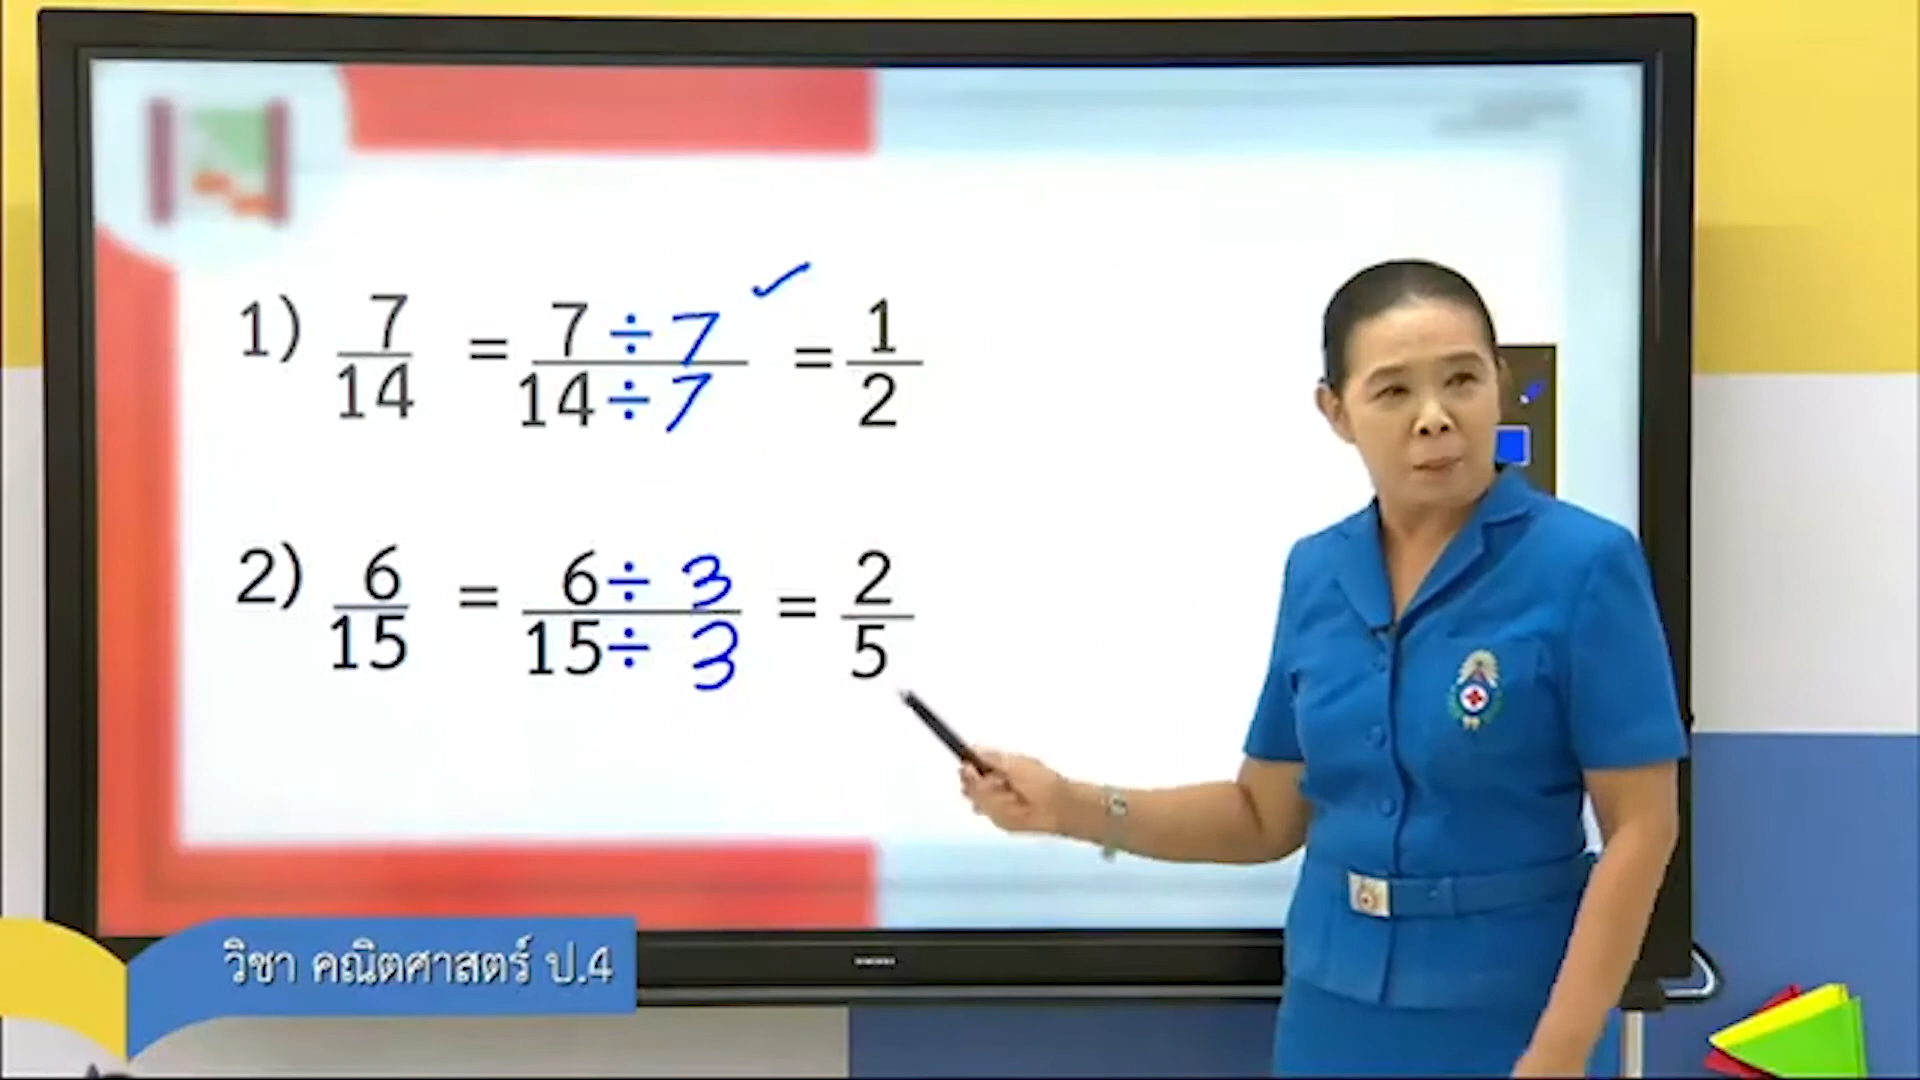 1) 7/14 = 7÷7/14÷7 ✓ = 1/2
2) 6/15 = 6÷3/15÷3 = 2/5
วิชา คณิตศาสตร์ ป.4